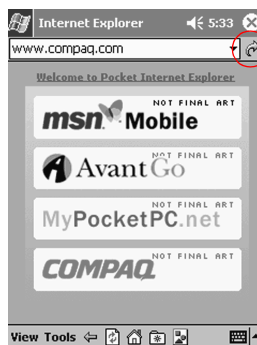 Internet Explorer 5:33
www.compaq.com
Welcome to Pocket Internet Explorer
NOT FINAL ART
msn Mobile
NOT FINAL ART
AvantGo
NOT FINAL ART
MyPocketPC.net
NOT FINAL ART
COMPAQ
View Tools